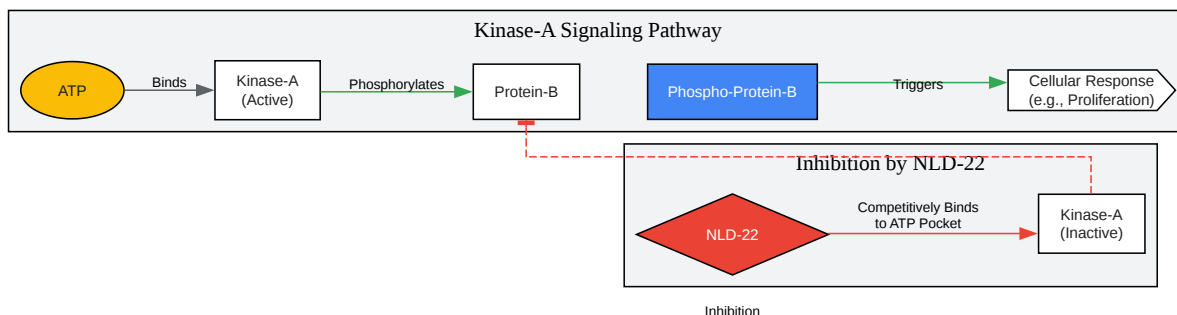 Kinase-A Signaling Pathway
ATP
Binds
Kinase-A
(Active)
Phosphorylates
Protein-B
Phospho-Protein-B
Triggers
Cellular Response
(e.g., Proliferation)
Inhibition by NLD-22
NLD-22
Competitively Binds
to ATP Pocket
Kinase-A
(Inactive)
Inhibition